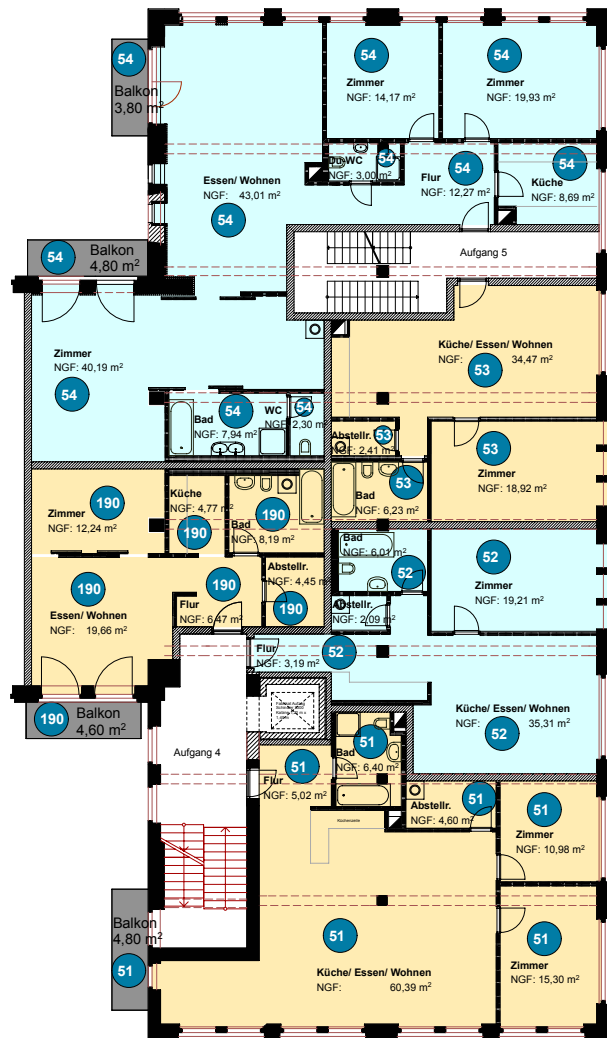 54
Balkon
3,80 m²
54
Zimmer
NGF: 14,17 m²
54
Zimmer
NGF: 19,93 m²
Essen/ Wohnen
NGF: 43,01 m²
54
Du-WC
NGF: 3,00 m²
54
54
Flur
NGF: 12,27 m²
54
Küche
NGF: 8,69 m²
54
Balkon
4,80 m²
Aufgang 5
Zimmer
NGF: 40,19 m²
54
54
Bad
NGF: 7,94 m²
WC
54
NGF: 2,30 m²
Küche/ Essen/ Wohnen
NGF: 34,47 m²
53
Abstellr.
53
NGF: 2,41 m²
53
Zimmer
NGF: 18,92 m²
53
Bad
NGF: 6,23 m²
190
Zimmer
NGF: 12,24 m²
Küche
NGF: 4,77 m²
190
190
Bad
NGF: 8,19 m²
Bad
NGF: 6,01 m²
52
52
Zimmer
NGF: 19,21 m²
190
Essen/ Wohnen
NGF: 19,66 m²
190
Flur
NGF: 6,47 m²
Abstellr.
NGF: 4,45 m²
190
Abstellr.
NGF: 2,09 m²
Flur
NGF: 3,19 m²
52
Küche/ Essen/ Wohnen
NGF: 35,31 m²
52
190
Balkon
4,60 m²
Aufgang 4
51
Flur
NGF: 5,02 m²
51
Bad
NGF: 6,40 m²
51
Abstellr.
NGF: 4,60 m²
51
Zimmer
NGF: 10,98 m²
Küchenzeile
Balkon
4,80 m²
51
51
Küche/ Essen/ Wohnen
NGF: 60,39 m²
51
Zimmer
NGF: 15,30 m²